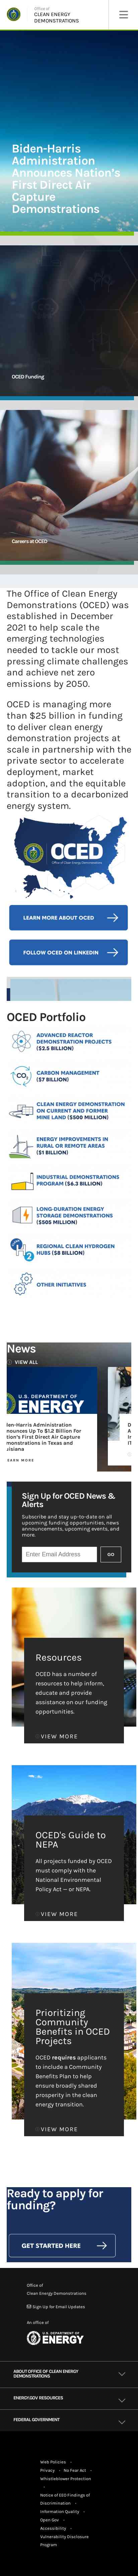 Office of
CLEAN ENERGY
DEMONSTRATIONS
Biden-Harris
Administration
Announces Nation's
First Direct Air
Capture
Demonstrations
OCED Funding
Careers at OCED
The Office of Clean Energy
Demonstrations (OCED) was
established in December
2021 to help scale the
emerging technologies
needed to tackle our most
pressing climate challenges
and achieve net zero
emissions by 2050.
OCED is managing more
than $25 billion in funding
to deliver clean energy
demonstration projects at
scale in partnership with the
private sector to accelerate
deployment, market
adoption, and the equitable
transition to a decarbonized
energy system.
OCED
Office of Clean Energy Demonstrations
LEARN MORE ABOUT OCED
FOLLOW OCED ON LINKEDIN
OCED Portfolio
ADVANCED REACTOR
DEMONSTRATION PROJECTS
($2.5 BILLION)
CO₂
CARBON MANAGEMENT
($7 BILLION)
CLEAN ENERGY DEMONSTRATION
ON CURRENT AND FORMER
MINE LAND ($500 MILLION)
ENERGY IMPROVEMENTS IN
RURAL OR REMOTE AREAS
($1 BILLION)
INDUSTRIAL DEMONSTRATIONS
PROGRAM ($6.3 BILLION)
LONG-DURATION ENERGY
STORAGE DEMONSTRATIONS
($505 MILLION)
REGIONAL CLEAN HYDROGEN
HUBS ($8 BILLION)
OTHER INITIATIVES
News
VIEW ALL
U.S. DEPARTMENT OF
ENERGY
den-Harris Administration
nounces Up To $1.2 Billion For
tion's First Direct Air Capture
monstrations in Texas and
uisiana
EARN MORE
Sign Up for OCED News &
Alerts
Subscribe and stay up-to-date on all
upcoming funding opportunities, news
announcements, upcoming events, and
more.
Enter Email Address
GO
Resources
OCED has a number of
resources to help inform,
educate and provide
assistance on our funding
opportunities.
VIEW MORE
OCED's Guide to
NEPA
All projects funded by OCED
must comply with the
National Environmental
Policy Act — or NEPA.
VIEW MORE
Prioritizing
Community
Benefits in OCED
Projects
OCED requires applicants
to include a Community
Benefits Plan to help
ensure broadly shared
prosperity in the clean
energy transition.
VIEW MORE
Ready to apply for
funding?
GET STARTED HERE
Office of
Clean Energy Demonstrations
Sign Up for Email Updates
An office of
U.S. DEPARTMENT OF
ENERGY
ABOUT OFFICE OF CLEAN ENERGY
DEMONSTRATIONS
ENERGY.GOV RESOURCES
FEDERAL GOVERNMENT
Web Policies •
Privacy • No Fear Act •
Whistleblower Protection
•
Notice of EEO Findings of
Discrimination •
Information Quality •
Open Gov •
Accessibility •
Vulnerability Disclosure
Program